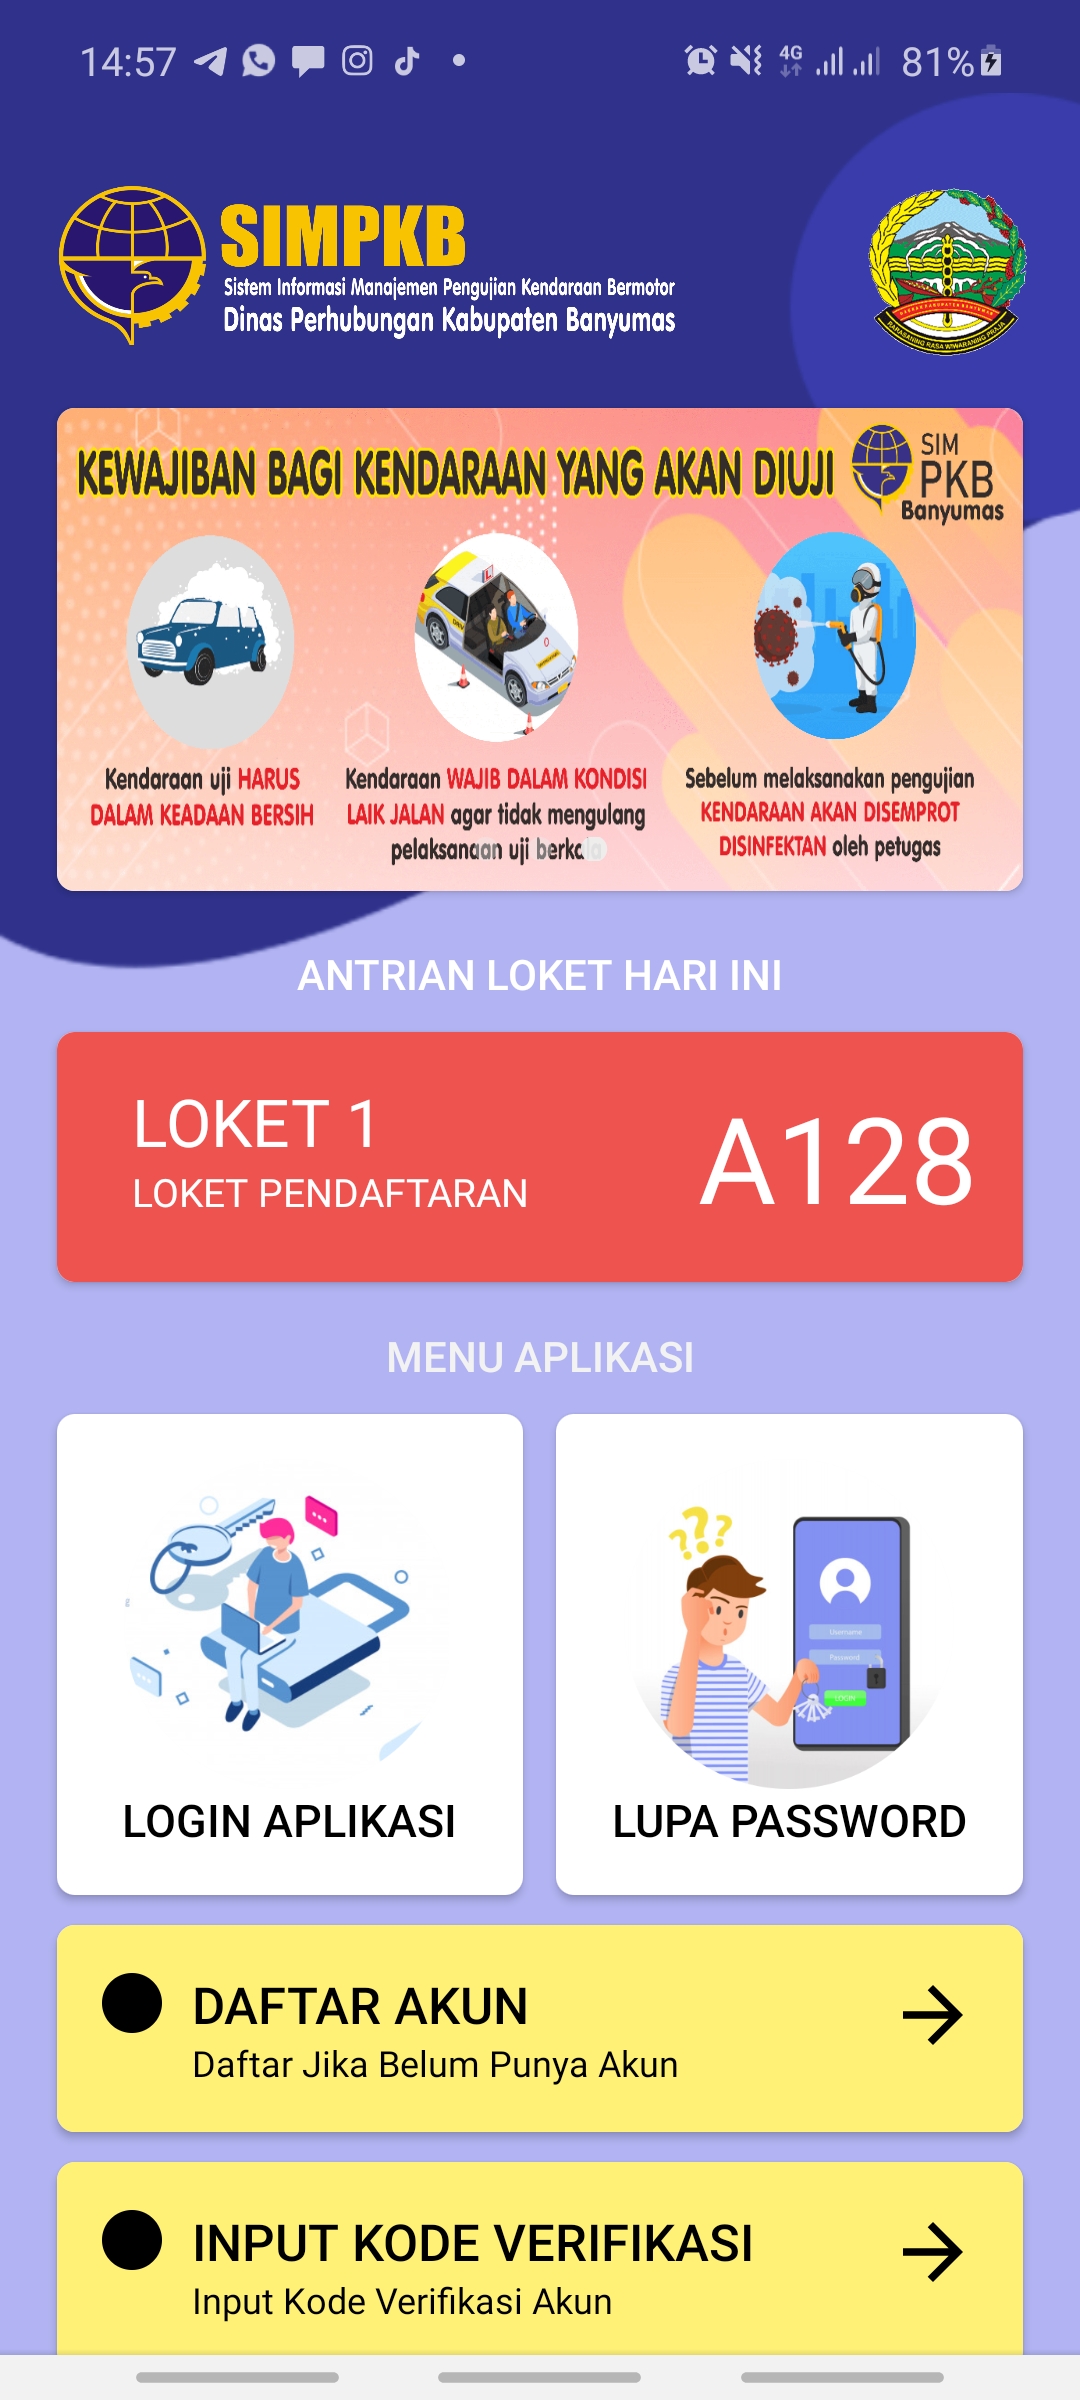 14:57
4G
81%
SIMPKB
Sistem Informasi Manajemen Pengujian Kendaraan Bermotor
Dinas Perhubungan Kabupaten Banyumas
KEWAJIBAN BAGI KENDARAAN YANG AKAN DIUJI
SIM
PKB
Banyumas
Kendaraan uji HARUS
DALAM KEADAAN BERSIH
Kendaraan WAJIB DALAM KONDISI
LAIK JALAN agar tidak mengulang
pelaksanaan uji berkala
Sebelum melaksanakan pengujian
KENDARAAN AKAN DISEMPROT
DISINFEKTAN oleh petugas
ANTRIAN LOKET HARI INI
LOKET 1
LOKET PENDAFTARAN
A128
MENU APLIKASI
Username
Password
LOGIN
LOGIN APLIKASI
LUPA PASSWORD
DAFTAR AKUN
Daftar Jika Belum Punya Akun
INPUT KODE VERIFIKASI
Input Kode Verifikasi Akun